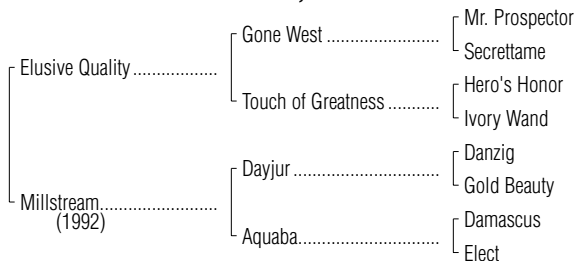 Mr. Prospector
Gone West ........................
Secrettame
Elusive Quality ..................
Hero's Honor
Touch of Greatness ...........
Ivory Wand
Danzig
Dayjur ..............................
Gold Beauty
Millstream.........................
(1992)
Damascus
Aquaba..............................
Elect